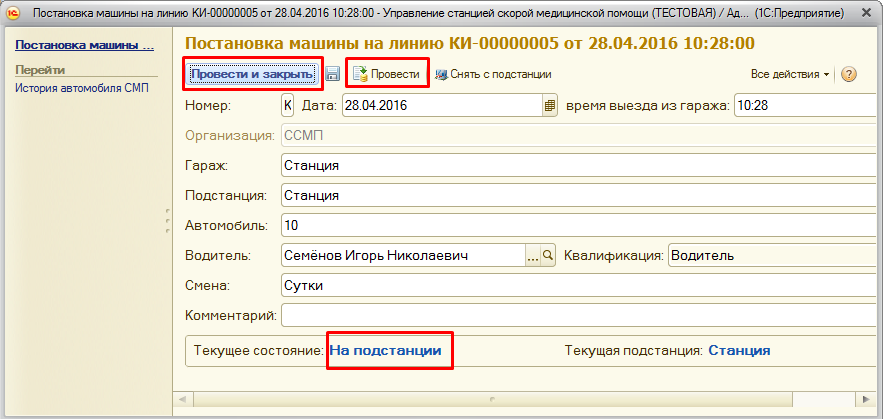 Постановка машины на линию КИ-00000005 от 28.04.2016 10:28:00 - Управление станцией скорой медицинской помощи (ТЕСТОВАЯ) / Ад... (1С:Предприятие)
Постановка машины ...
Перейти
История автомобиля СМП
Постановка машины на линию КИ-00000005 от 28.04.2016 10:28:00
Провести и закрыть Провести Снять с подстанции Все действия
Номер: К Дата: 28.04.2016 время выезда из гаража: 10:28
Организация: ССМП
Гараж: Станция
Подстанция: Станция
Автомобиль: 10
Водитель: Семёнов Игорь Николаевич ... Квалификация: Водитель
Смена: Сутки
Комментарий:
Текущее состояние: На подстанции Текущая подстанция: Станция